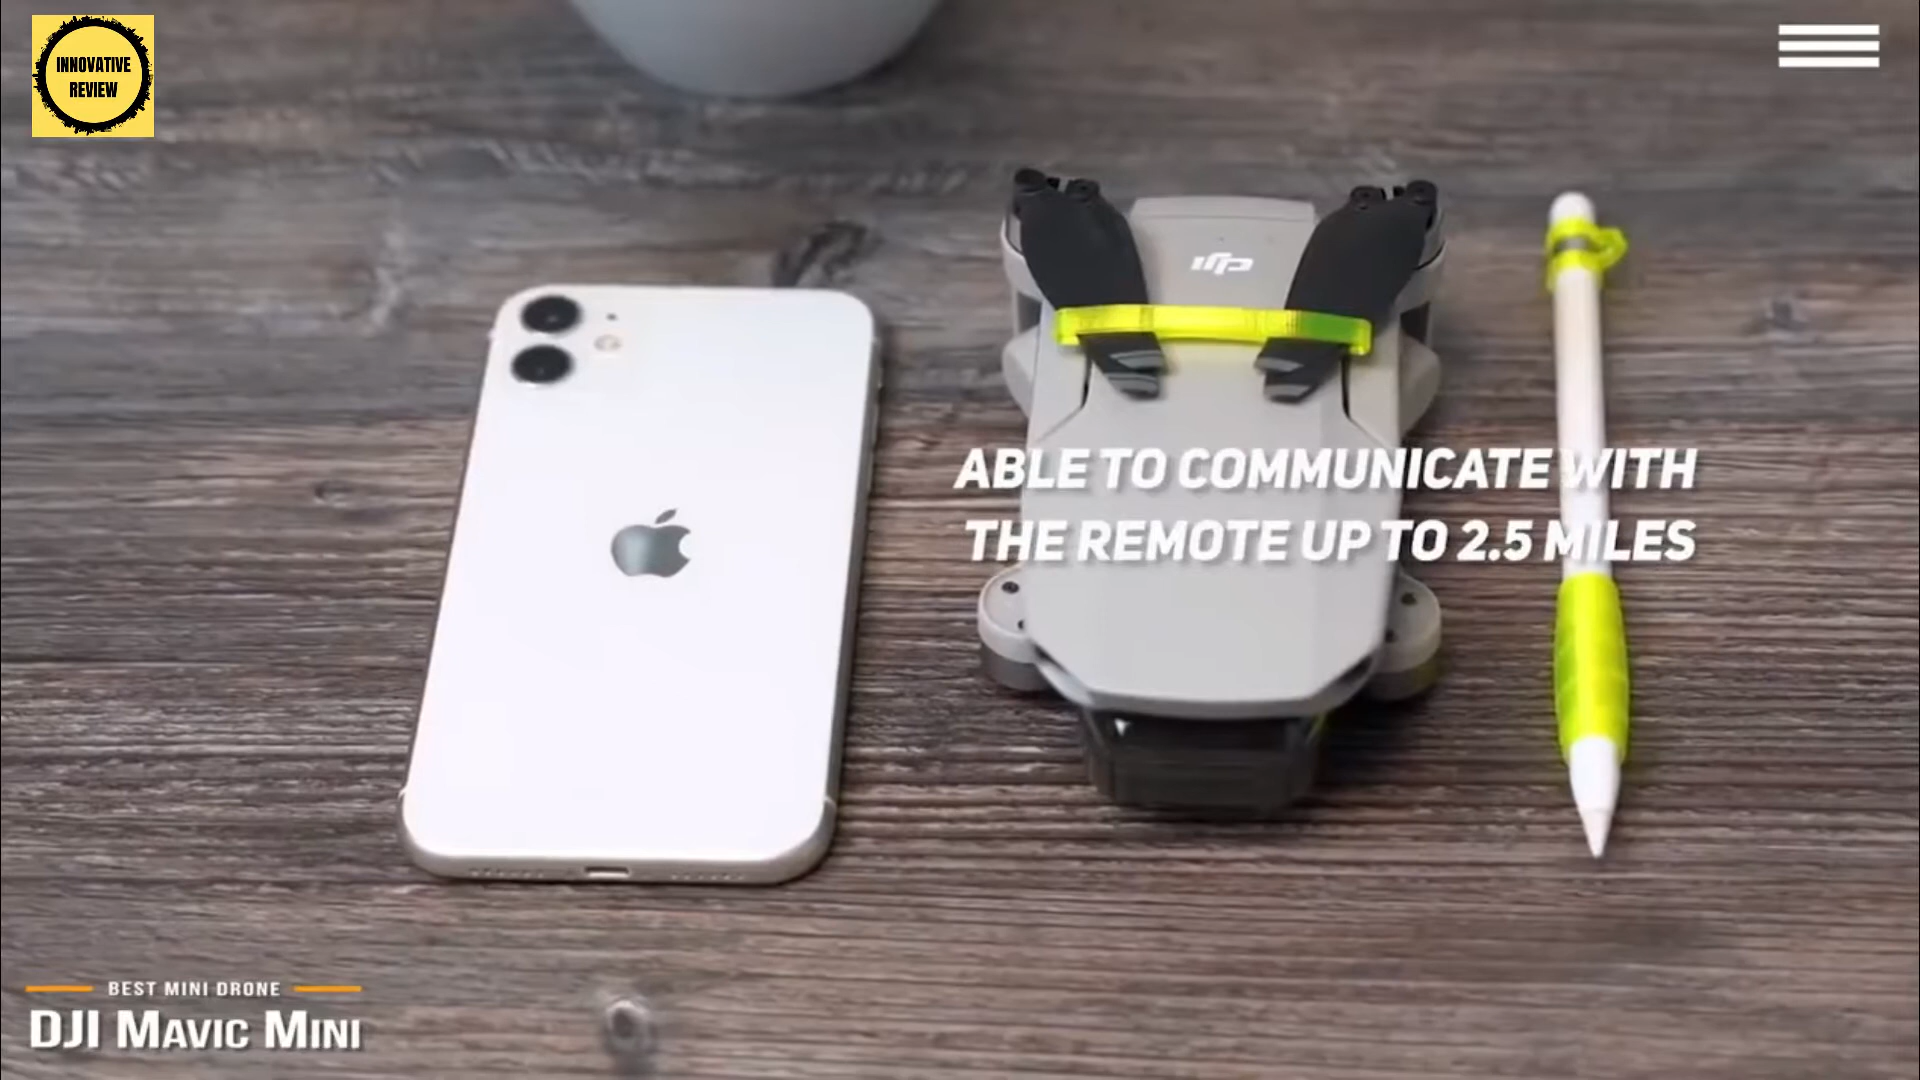 INNOVATIVE
REVIEW
dji
ABLE TO COMMUNICATE WITH
THE REMOTE UP TO 2.5 MILES
BEST MINI DRONE
DJI MAVIC MINI